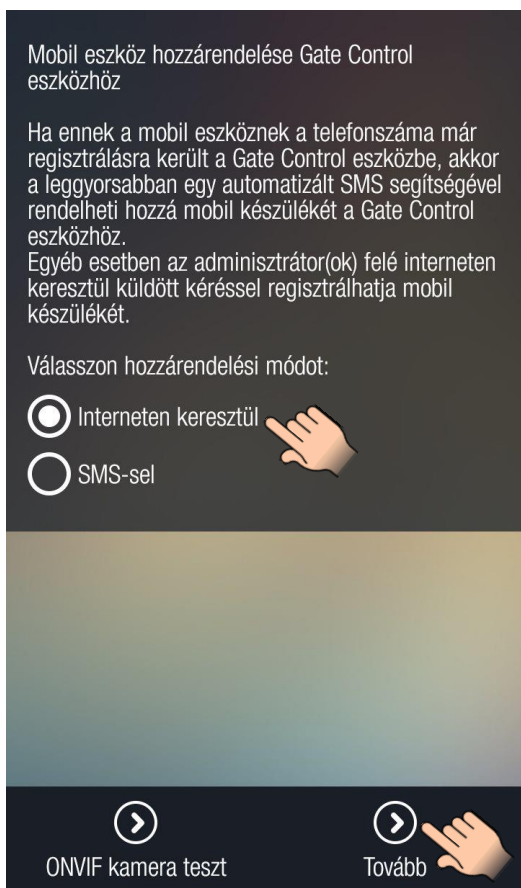 Mobil eszköz hozzárendelése Gate Control
eszközhöz
Ha ennek a mobil eszköznek a telefonszáma már
regisztrálásra került a Gate Control eszközbe, akkor
a leggyorsabban egy automatizált SMS segítségével
rendelheti hozzá mobil készülékét a Gate Control
eszközhöz.
Egyéb esetben az adminisztrátor(ok) felé interneten
keresztül küldött kéréssel regisztrálhatja mobil
készülékét.
Válasszon hozzárendelési módot:
Interneten keresztül
SMS-sel
ONVIF kamera teszt
Tovább